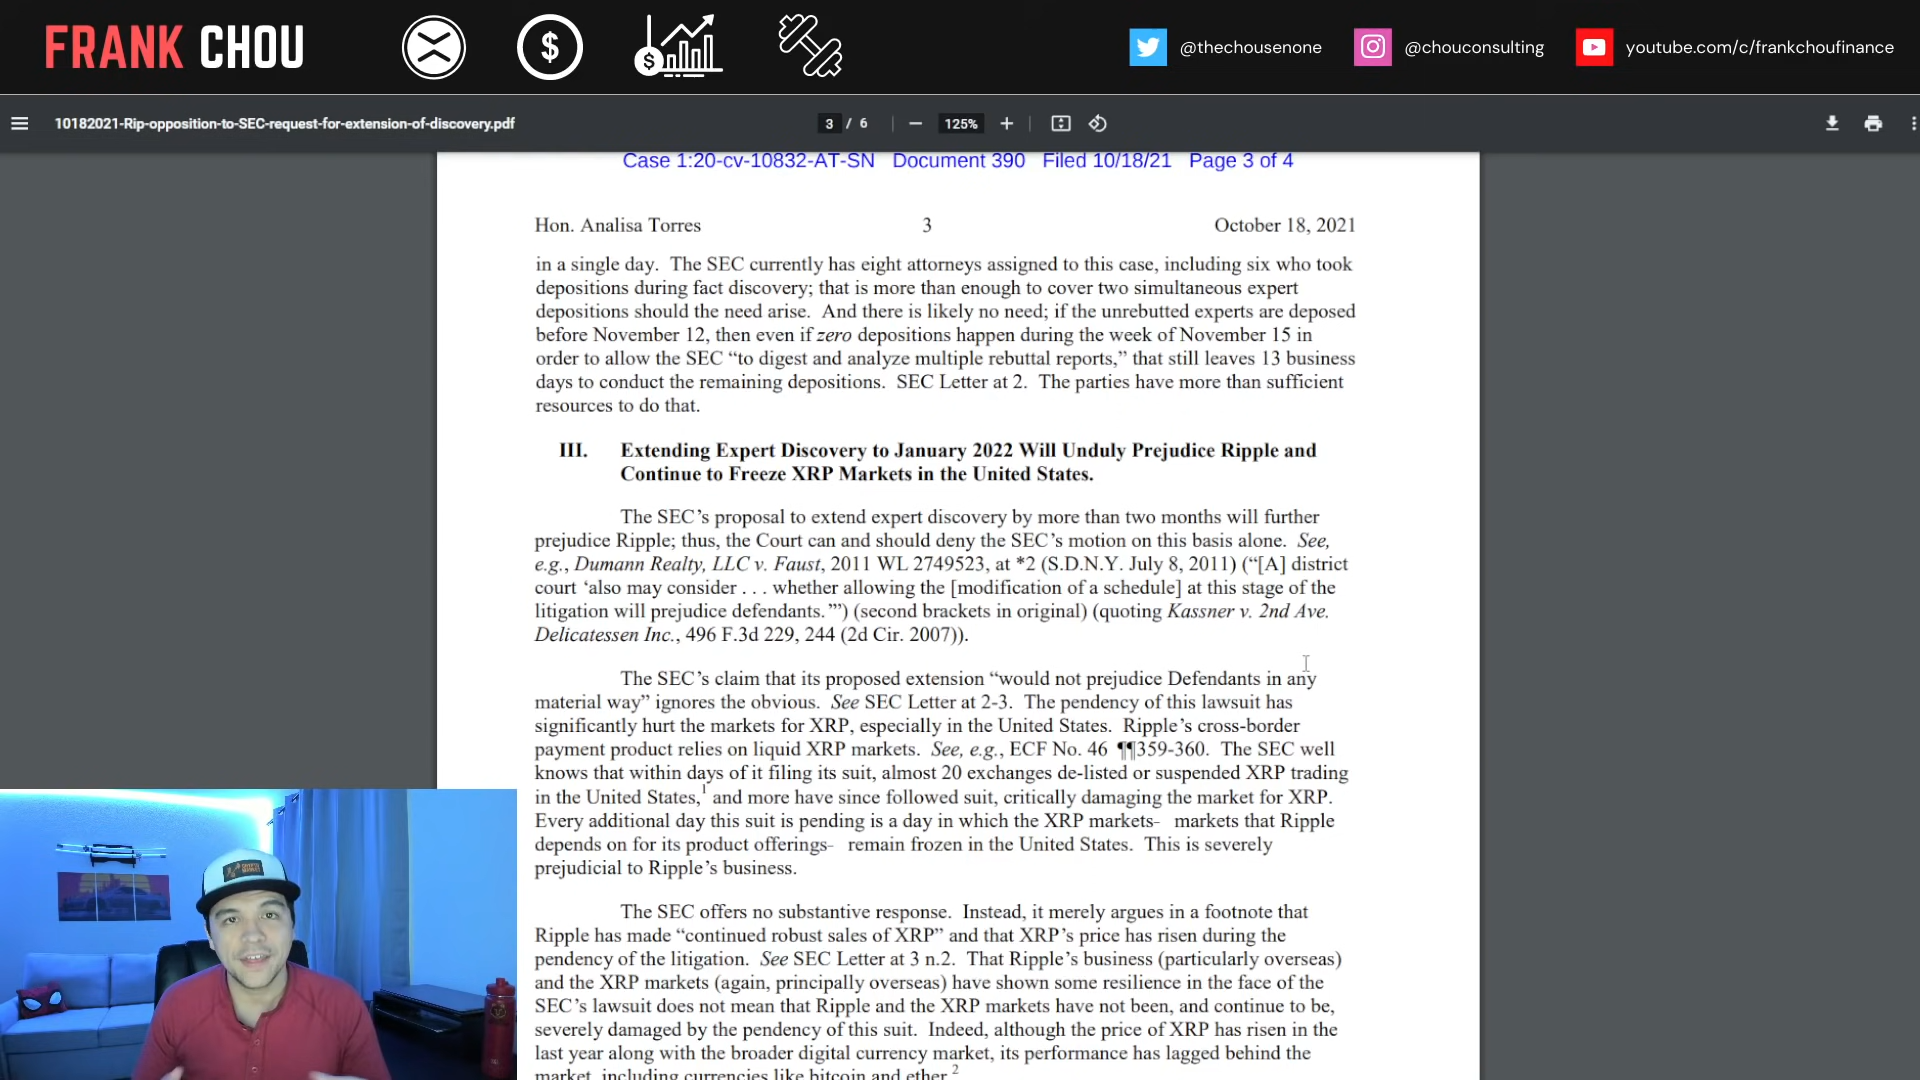 FRANK CHOU
@thechousenone
@chouconsulting
youtube.com/c/frankchoufinance
10182021-Rip-opposition-to-SEC-request-for-extension-of-discovery.pdf
3 / 6
125%
Case 1:20-cv-10832-AT-SN Document 390 Filed 10/18/21 Page 3 of 4
Hon. Analisa Torres 3 October 18, 2021
in a single day. The SEC currently has eight attorneys assigned to this case, including six who took
depositions during fact discovery; that is more than enough to cover two simultaneous expert
depositions should the need arise. And there is likely no need; if the unrebutted experts are deposed
before November 12, then even if zero depositions happen during the week of November 15 in
order to allow the SEC “to digest and analyze multiple rebuttal reports,” that still leaves 13 business
days to conduct the remaining depositions. SEC Letter at 2. The parties have more than sufficient
resources to do that.
III. Extending Expert Discovery to January 2022 Will Unduly Prejudice Ripple and
Continue to Freeze XRP Markets in the United States.
The SEC’s proposal to extend expert discovery by more than two months will further
prejudice Ripple; thus, the Court can and should deny the SEC’s motion on this basis alone. See,
e.g., Dumann Realty, LLC v. Faust, 2011 WL 2749523, at *2 (S.D.N.Y. July 8, 2011) (“[A] district
court ‘also may consider . . . whether allowing the [modification of a schedule] at this stage of the
litigation will prejudice defendants.’”) (second brackets in original) (quoting Kassner v. 2nd Ave.
Delicatessen Inc., 496 F.3d 229, 244 (2d Cir. 2007)).
The SEC’s claim that its proposed extension “would not prejudice Defendants in any
material way” ignores the obvious. See SEC Letter at 2-3. The pendency of this lawsuit has
significantly hurt the markets for XRP, especially in the United States. Ripple’s cross-border
payment product relies on liquid XRP markets. See, e.g., ECF No. 46 ¶¶359-360. The SEC well
knows that within days of it filing its suit, almost 20 exchanges de-listed or suspended XRP trading
in the United States,1 and more have since followed suit, critically damaging the market for XRP.
Every additional day this suit is pending is a day in which the XRP markets- markets that Ripple
depends on for its product offerings- remain frozen in the United States. This is severely
prejudicial to Ripple’s business.
The SEC offers no substantive response. Instead, it merely argues in a footnote that
Ripple has made “continued robust sales of XRP” and that XRP’s price has risen during the
pendency of the litigation. See SEC Letter at 3 n.2. That Ripple’s business (particularly overseas)
and the XRP markets (again, principally overseas) have shown some resilience in the face of the
SEC’s lawsuit does not mean that Ripple and the XRP markets have not been, and continue to be,
severely damaged by the pendency of this suit. Indeed, although the price of XRP has risen in the
last year along with the broader digital currency market, its performance has lagged behind the
market, including currencies like bitcoin and ether.2